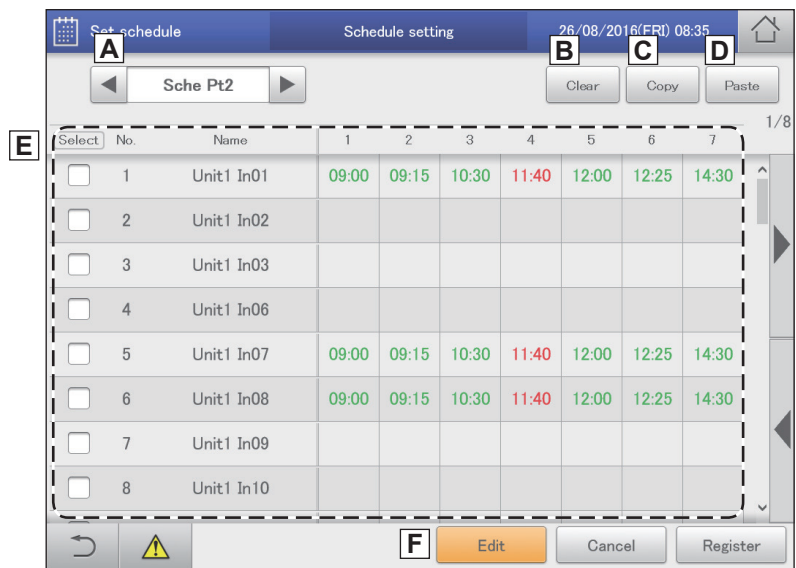 Set schedule Schedule setting 26/08/2016(FRI) 08:35
A B C D
Sche Pt2 Clear Copy Paste
1/8
E
Select No. Name 1 2 3 4 5 6 7
1 Unit1 In01 09:00 09:15 10:30 11:40 12:00 12:25 14:30
2 Unit1 In02
3 Unit1 In03
4 Unit1 In06
5 Unit1 In07 09:00 09:15 10:30 11:40 12:00 12:25 14:30
6 Unit1 In08 09:00 09:15 10:30 11:40 12:00 12:25 14:30
7 Unit1 In09
8 Unit1 In10
F Edit Cancel Register